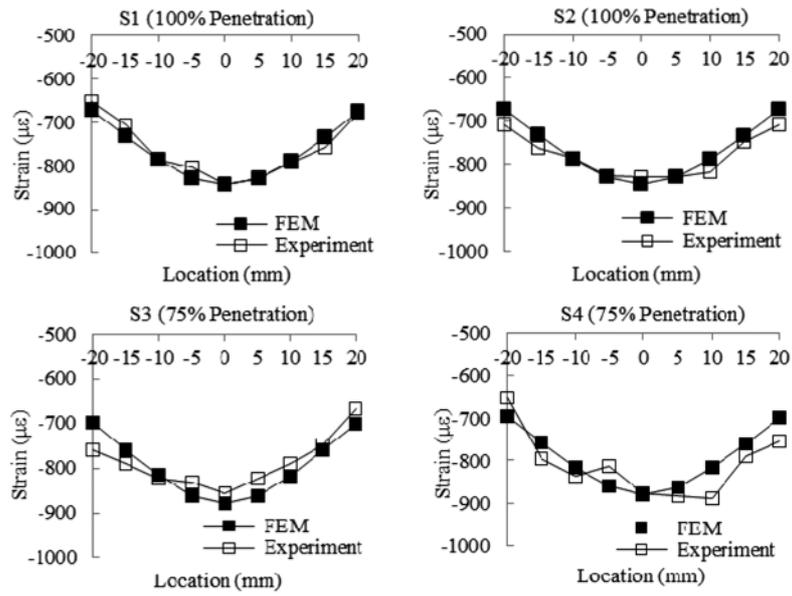 S1 (100% Penetration)
-500
-20 -15 -10 -5 0 5 10 15 20
-600
-700
-800
-900
-1000
Strain (με)
FEM
Experiment
Location (mm)
S2 (100% Penetration)
-500
-20 -15 -10 -5 0 5 10 15 20
-600
-700
-800
-900
-1000
Strain (με)
FEM
Experiment
Location (mm)
S3 (75% Penetration)
-500
-20 -15 -10 -5 0 5 10 15 20
-600
-700
-800
-900
-1000
Strain (με)
FEM
Experiment
Location (mm)
S4 (75% Penetration)
-500
-20 -15 -10 -5 0 5 10 15 20
-600
-700
-800
-900
-1000
Strain (με)
FEM
Experiment
Location (mm)